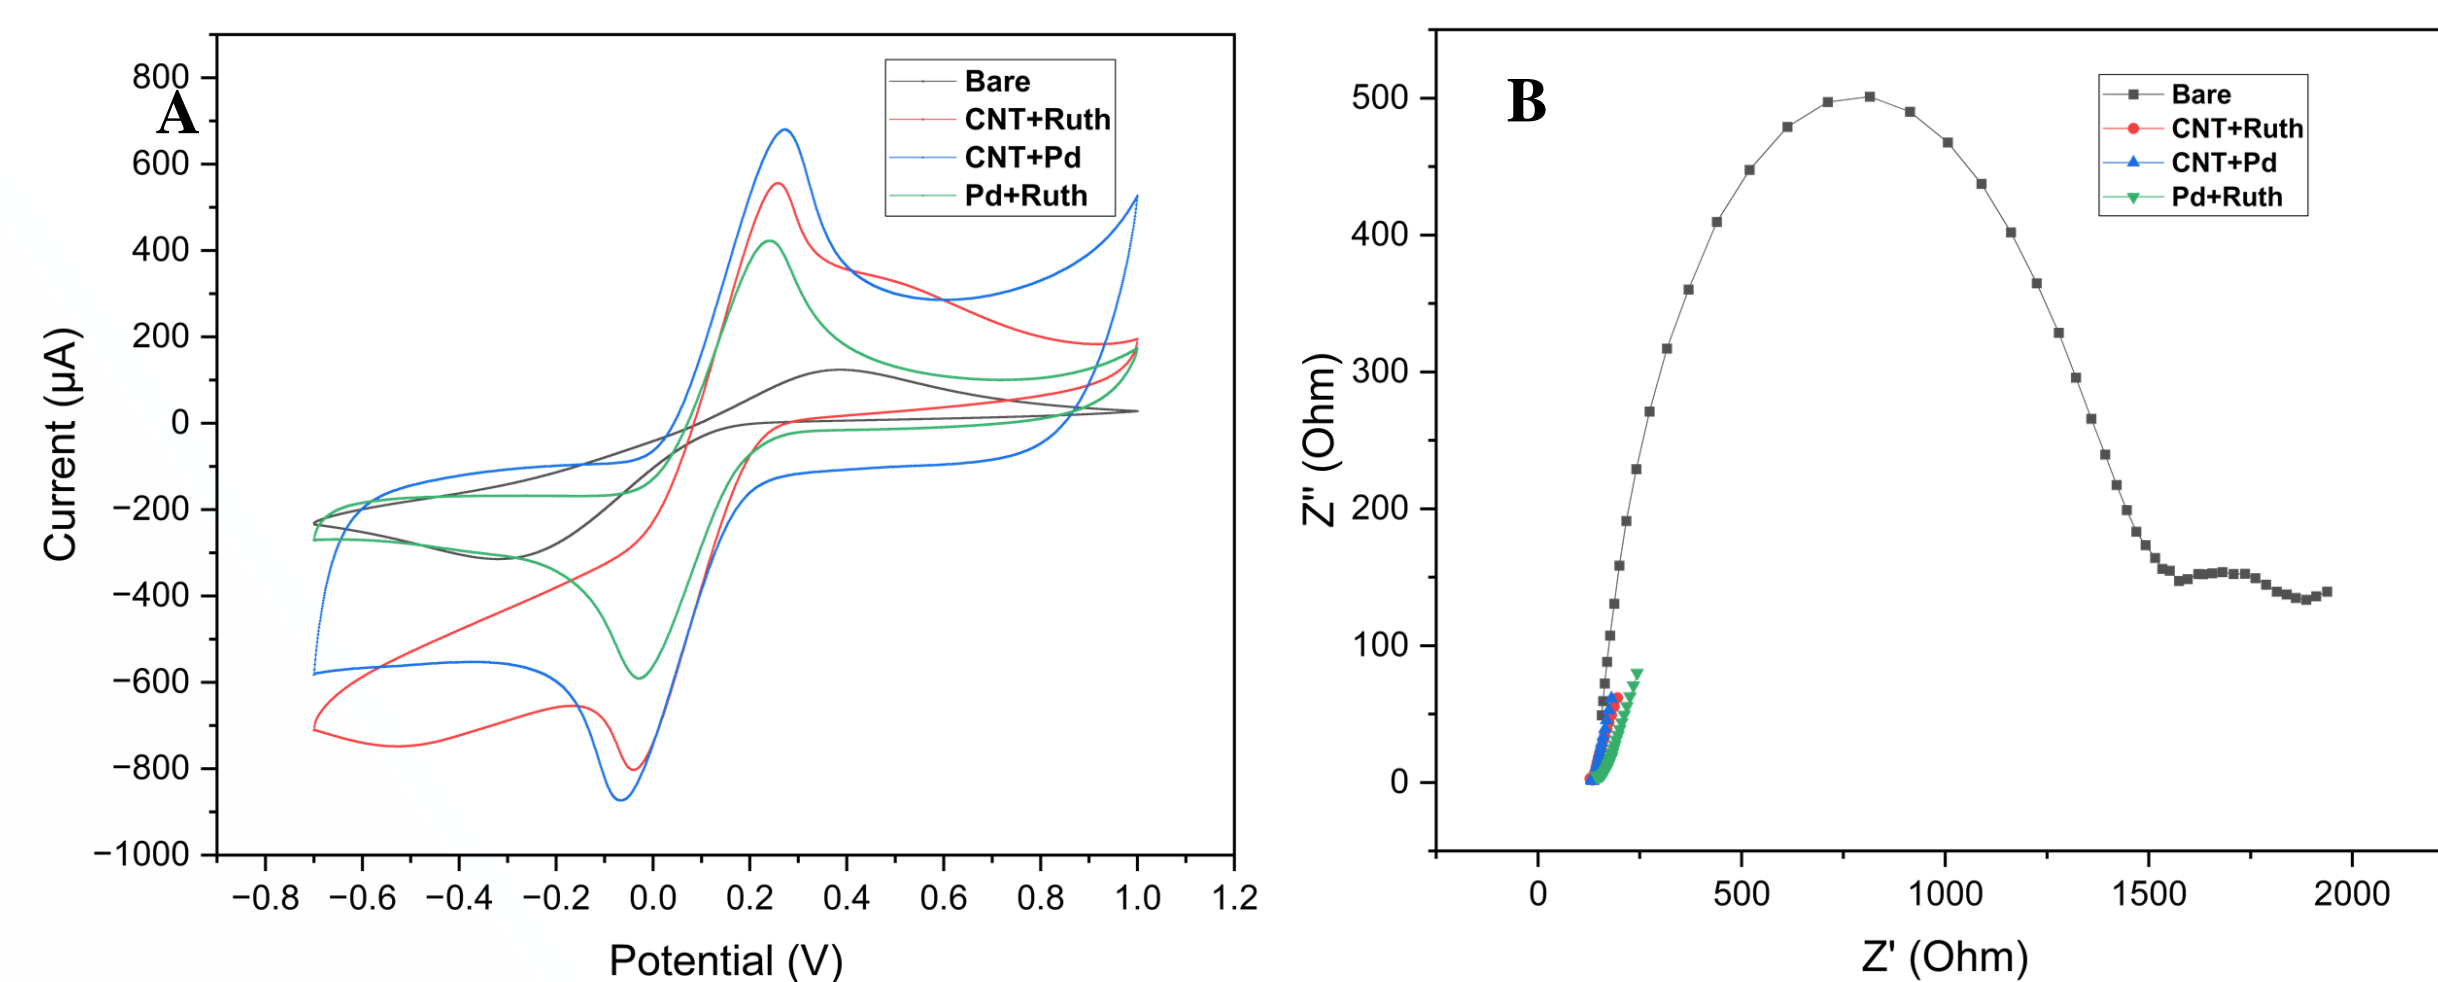 A
Current (µA)
800
600
400
200
0
−200
−400
−600
−800
−1000
Bare
CNT+Ruth
CNT+Pd
Pd+Ruth
−0.8 −0.6 −0.4 −0.2 0.0 0.2 0.4 0.6 0.8 1.0 1.2
Potential (V)
B
Z'' (Ohm)
500
400
300
200
100
0
Bare
CNT+Ruth
CNT+Pd
Pd+Ruth
0 500 1000 1500 2000
Z' (Ohm)